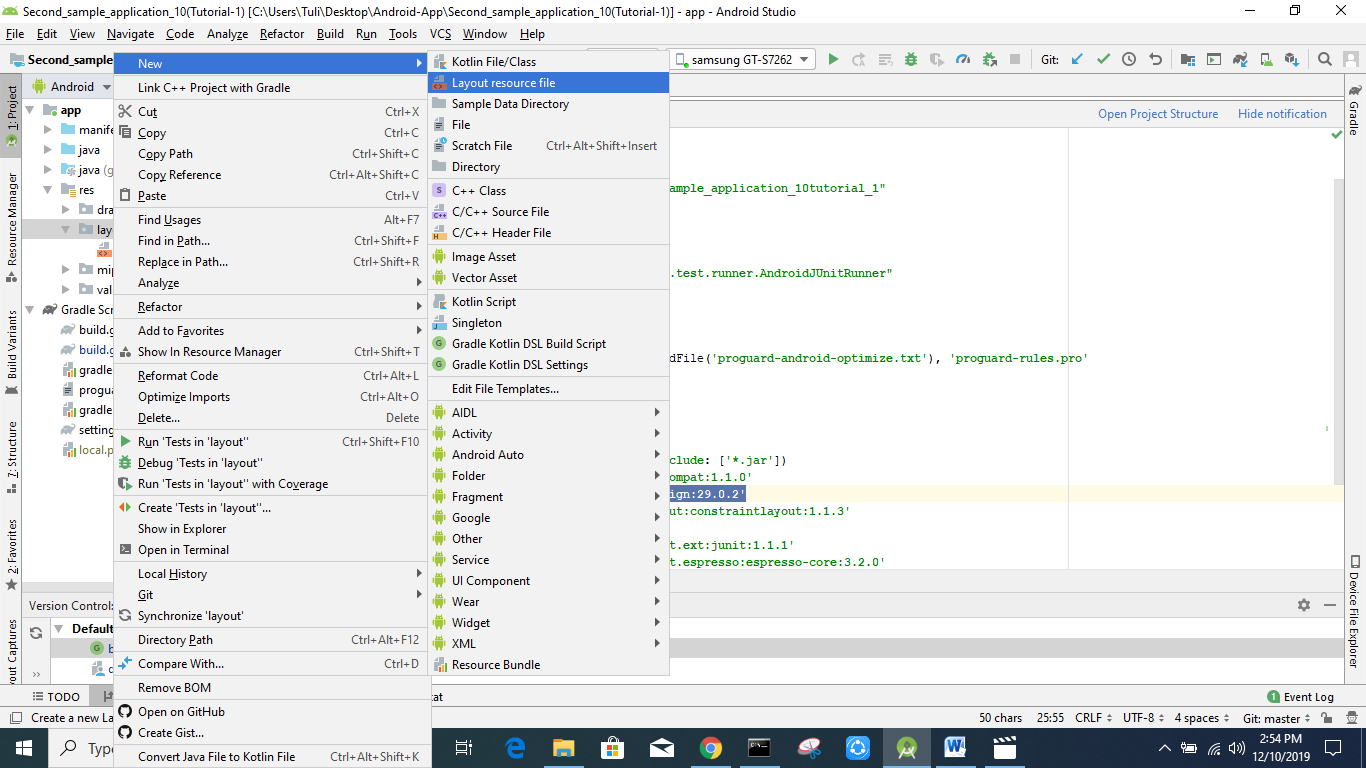 Second_sample_application_10(Tutorial-1) [C:\Users\Tuli\Desktop\Android-App\Second_sample_application_10(Tutorial-1)] - app - Android Studio
File Edit View Navigate Code Analyze Refactor Build Run Tools VCS Window Help
Second_sample
samsung GT-S7262
Git:
1: Project
Resource Manager
Build Variants
7: Structure
2: Favorites
Android
app
manife
java
java (g
res
dra
lay
mip
val
Gradle Scr
build.g
build.g
gradle
progua
gradle
setting
local.p
New
Link C++ Project with Gradle
Cut Ctrl+X
Copy Ctrl+C
Copy Path Ctrl+Shift+C
Copy Reference Ctrl+Alt+Shift+C
Paste Ctrl+V
Find Usages Alt+F7
Find in Path... Ctrl+Shift+F
Replace in Path... Ctrl+Shift+R
Analyze
Refactor
Add to Favorites
Show In Resource Manager Ctrl+Shift+T
Reformat Code Ctrl+Alt+L
Optimize Imports Ctrl+Alt+O
Delete... Delete
Run 'Tests in 'layout'' Ctrl+Shift+F10
Debug 'Tests in 'layout''
Run 'Tests in 'layout'' with Coverage
Create 'Tests in 'layout''...
Show in Explorer
Open in Terminal
Local History
Git
Synchronize 'layout'
Directory Path Ctrl+Alt+F12
Compare With... Ctrl+D
Remove BOM
Open on GitHub
Create Gist...
Convert Java File to Kotlin File Ctrl+Alt+Shift+K
Kotlin File/Class
Layout resource file
Sample Data Directory
File
Scratch File Ctrl+Alt+Shift+Insert
Directory
C++ Class
C/C++ Source File
C/C++ Header File
Image Asset
Vector Asset
Kotlin Script
Singleton
Gradle Kotlin DSL Build Script
Gradle Kotlin DSL Settings
Edit File Templates...
AIDL
Activity
Android Auto
Folder
Fragment
Google
Other
Service
UI Component
Wear
Widget
XML
Resource Bundle
Open Project Structure Hide notification
ample_application_10tutorial_1"
.test.runner.AndroidJUnitRunner"
dFile('proguard-android-optimize.txt'), 'proguard-rules.pro'
clude: ['*.jar'])
ompat:1.1.0'
ign:29.0.2'
ut:constraintlayout:1.1.3'
t.ext:junit:1.1.1'
t.espresso:espresso-core:3.2.0'
Gradle
Device File Explorer
Version Control:
Default
out Captures
TODO
cat
1 Event Log
Create a new La
50 chars 25:55 CRLF UTF-8 4 spaces Git: master
Type
2:54 PM
12/10/2019